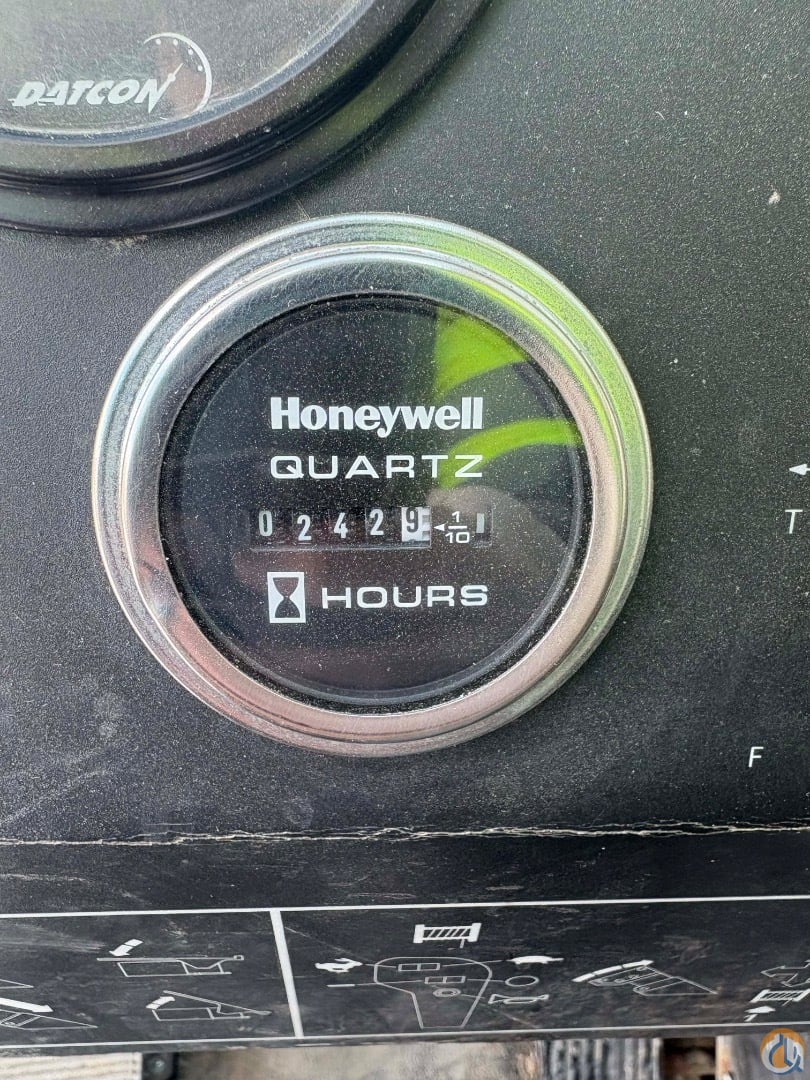 DATCON
Honeywell
QUARTZ
0 2 4 2 9 1/10
HOURS
T
F